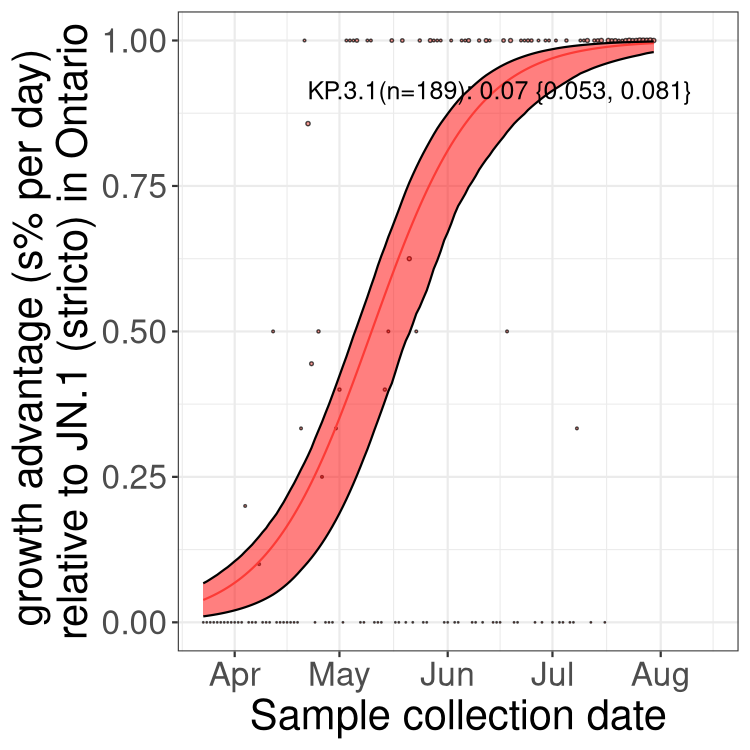 growth advantage (s% per day)
relative to JN.1 (stricto) in Ontario
1.00
0.75
0.50
0.25
0.00
KP.3.1(n=189): 0.07 {0.053, 0.081}
Apr May Jun Jul Aug
Sample collection date